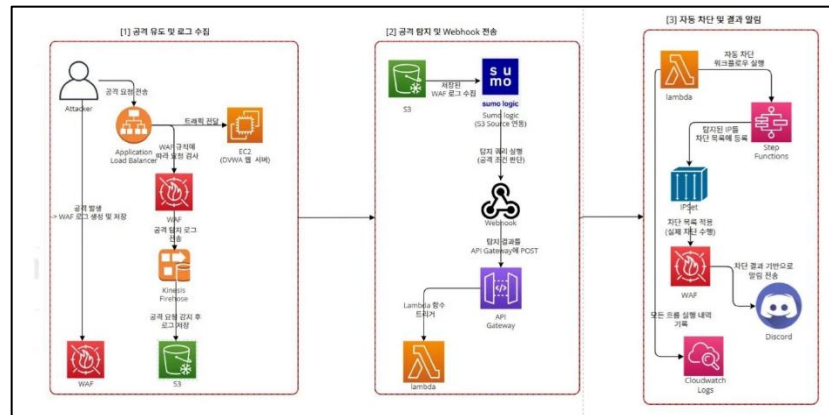 [1] 공격 유도 및 로그 수집
Attacker
공격 요청 전송
Application
Load Balancer
트래픽 전달
EC2
(DVWA 웹 서버)
WAF 규칙에
따라 요청 검사
WAF
공격 발생
-> WAF 로그 생성 및 저장
공격 탐지 로그
전송
Kinesis
Firehose
공격 요청 감지 후
로그 저장
WAF
S3
[2] 공격 탐지 및 Webhook 전송
S3
저장된
WAF 로그 수집
su
mo
sumo logic
Sumo logic
(S3 Source 연동)
탐지 쿼리 실행
(공격 조건 판단)
Webhook
탐지 결과를
API Gateway에 POST
Lambda 함수
트리거
API
Gateway
lambda
[3] 자동 차단 및 결과 알림
lambda
자동 차단
워크플로우 실행
Step
Functions
탐지된 IP를
차단 목록에 등록
IPSet
차단 목록 적용
(실제 차단 수행)
WAF
차단 결과 기반으로
알림 전송
Discord
모든 흐름 실행 내역
기록
Cloudwatch
Logs